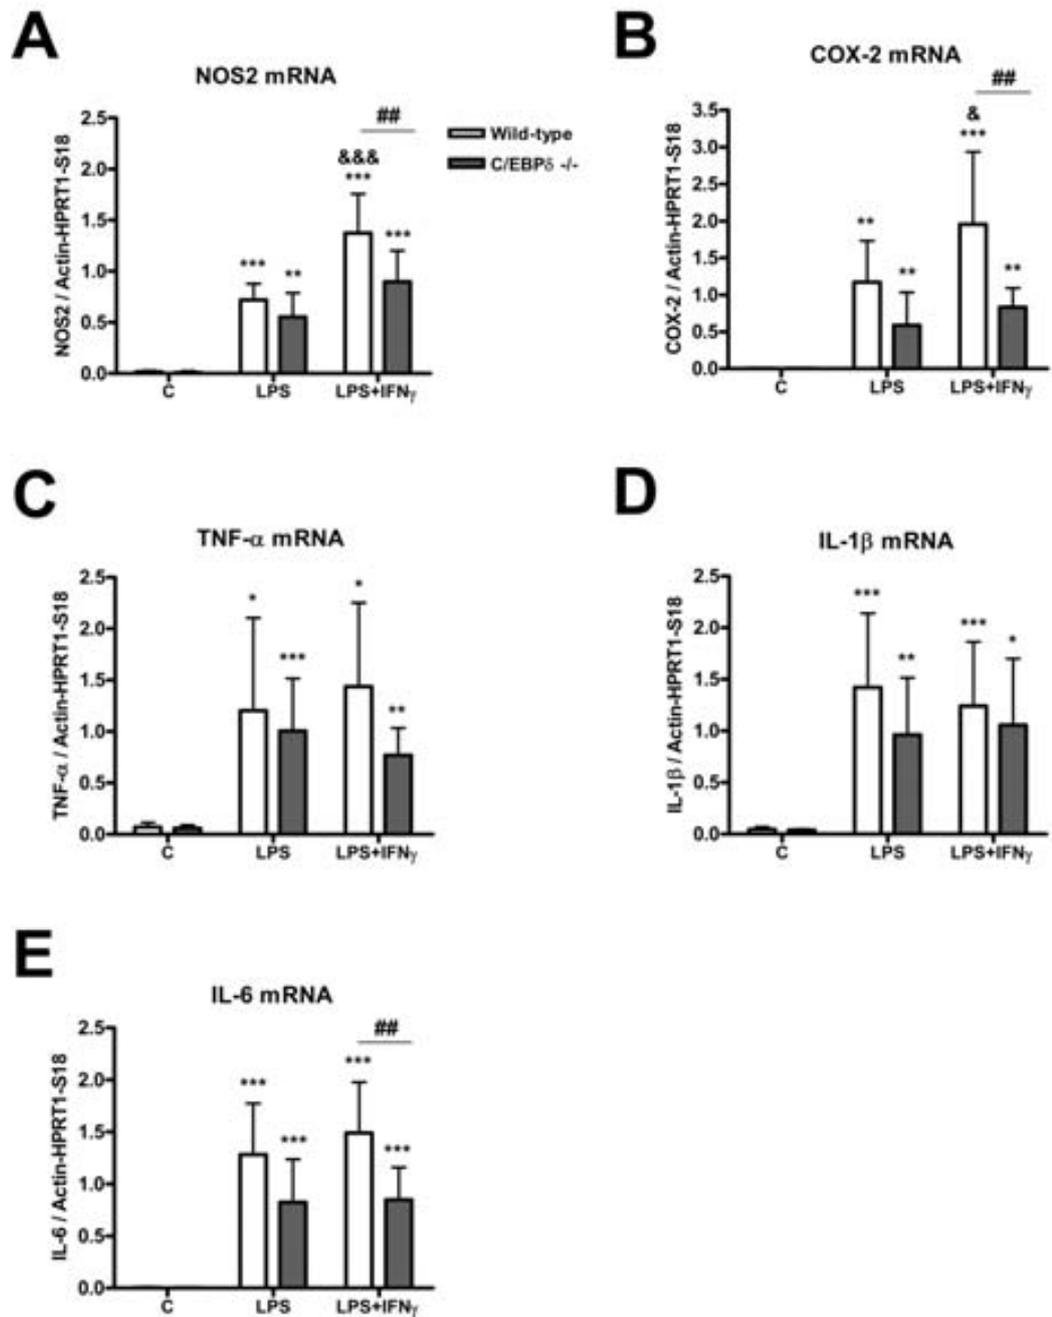 A
NOS2 mRNA
NOS2 / Actin-HPRT1-S18
2.5
2.0
1.5
1.0
0.5
0.0
##
&&&
***
***
***
**
C
LPS
LPS+IFNγ
Wild-type
C/EBPδ -/-
B
COX-2 mRNA
COX-2 / Actin-HPRT1-S18
3.5
3.0
2.5
2.0
1.5
1.0
0.5
0.0
##
&
***
**
**
**
C
LPS
LPS+IFNγ
C
TNF-α mRNA
TNF-α / Actin-HPRT1-S18
2.5
2.0
1.5
1.0
0.5
0.0
*
***
*
**
C
LPS
LPS+IFNγ
D
IL-1β mRNA
IL-1β / Actin-HPRT1-S18
2.5
2.0
1.5
1.0
0.5
0.0
***
**
***
*
C
LPS
LPS+IFNγ
E
IL-6 mRNA
IL-6 / Actin-HPRT1-S18
2.5
2.0
1.5
1.0
0.5
0.0
##
***
***
***
***
C
LPS
LPS+IFNγ